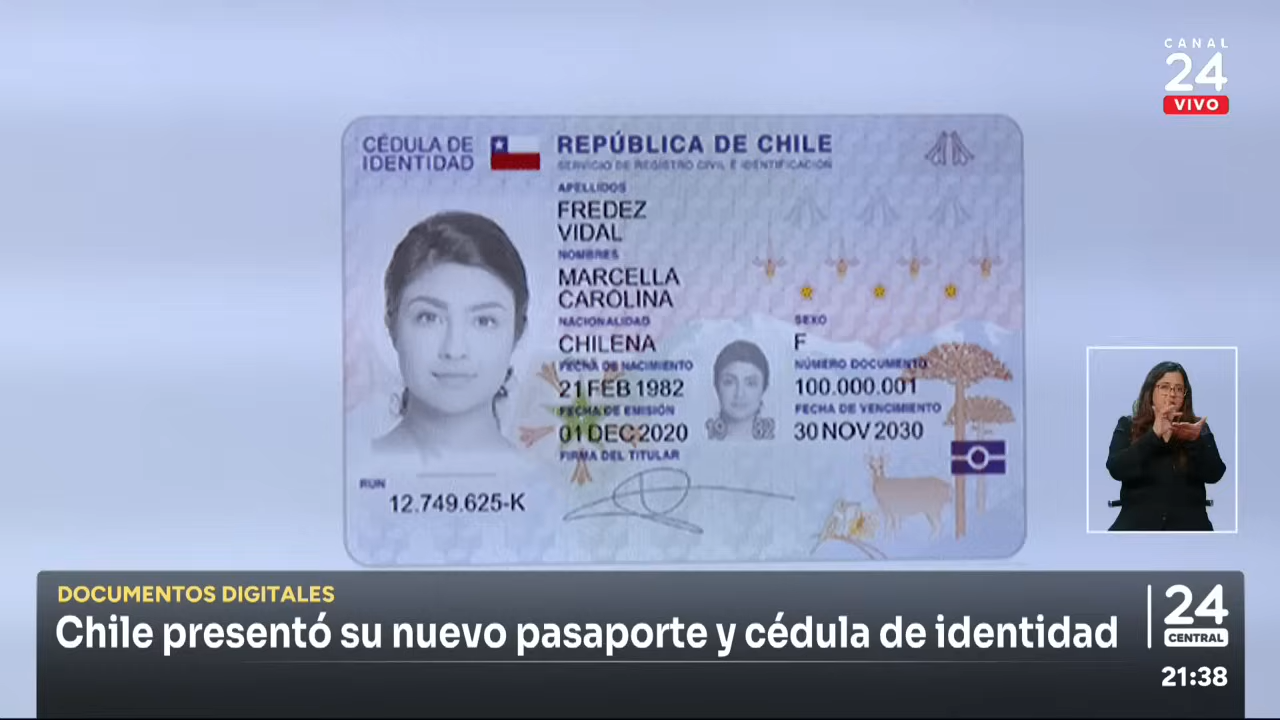 CANAL
24
VIVO
CÉDULA DE
IDENTIDAD
REPÚBLICA DE CHILE
SERVICIO DE REGISTRO CIVIL E IDENTIFICACIÓN
APELLIDOS
FREDEZ
VIDAL
NOMBRES
MARCELLA
CAROLINA
NACIONALIDAD
CHILENA
SEXO
F
FECHA DE NACIMIENTO
21 FEB 1982
NÚMERO DOCUMENTO
100.000.001
FECHA DE EMISIÓN
01 DEC 2020
1982
FECHA DE VENCIMIENTO
30 NOV 2030
FIRMA DEL TITULAR
RUN
12.749.625-K
DOCUMENTOS DIGITALES
Chile presentó su nuevo pasaporte y cédula de identidad
24
CENTRAL
21:38